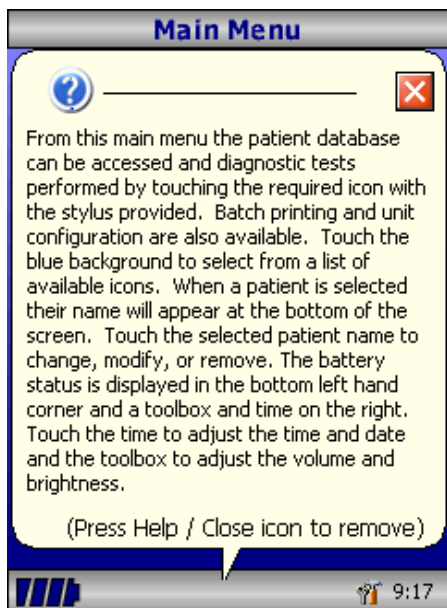 Main Menu
From this main menu the patient database
can be accessed and diagnostic tests
performed by touching the required icon with
the stylus provided.  Batch printing and unit
configuration are also available.  Touch the
blue background to select from a list of
available icons.  When a patient is selected
their name will appear at the bottom of the
screen.  Touch the selected patient name to
change, modify, or remove. The battery
status is displayed in the bottom left hand
corner and a toolbox and time on the right.
Touch the time to adjust the time and date
and the toolbox to adjust the volume and
brightness.
(Press Help / Close icon to remove)
9:17